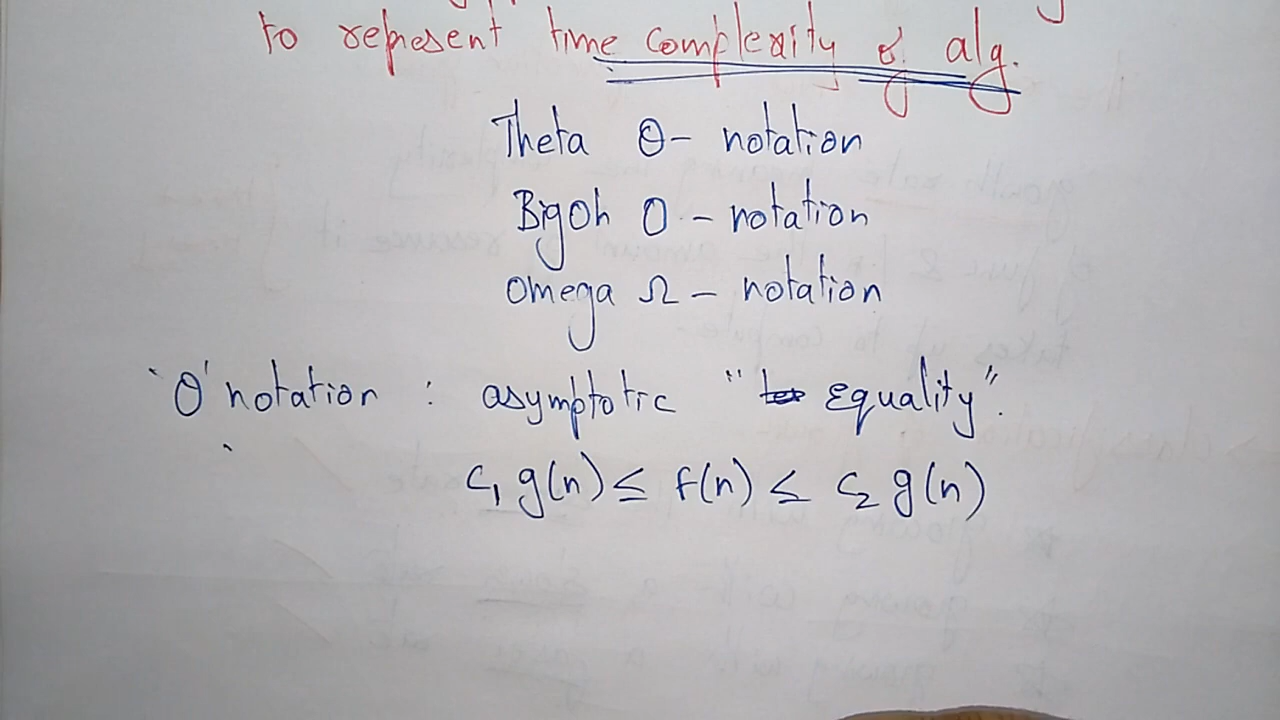 to represent time complexity of alg.
Theta Θ- notation
Bigoh O - notation
Omega Ω - notation
'Θ' notation : asymptotic " Equality".
C₁ g(n) ≤ f(n) ≤ C₂ g(n)